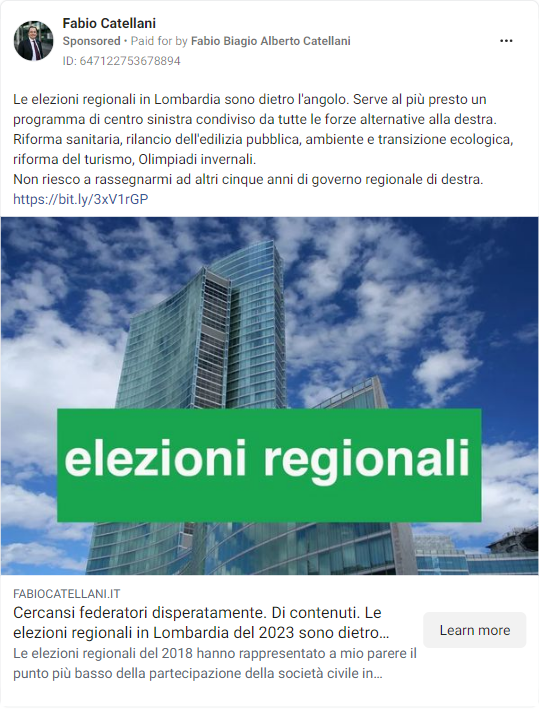 Fabio Catellani
Sponsored • Paid for by Fabio Biagio Alberto Catellani
ID: 647122753678894
Le elezioni regionali in Lombardia sono dietro l'angolo. Serve al più presto un
programma di centro sinistra condiviso da tutte le forze alternative alla destra.
Riforma sanitaria, rilancio dell'edilizia pubblica, ambiente e transizione ecologica,
riforma del turismo, Olimpiadi invernali.
Non riesco a rassegnarmi ad altri cinque anni di governo regionale di destra.
https://bit.ly/3xV1rGP
elezioni regionali
FABIOCATELLANI.IT
Cercansi federatori disperatamente. Di contenuti. Le
elezioni regionali in Lombardia del 2023 sono dietro...
Learn more
Le elezioni regionali del 2018 hanno rappresentato a mio parere il
punto più basso della partecipazione della società civile in...